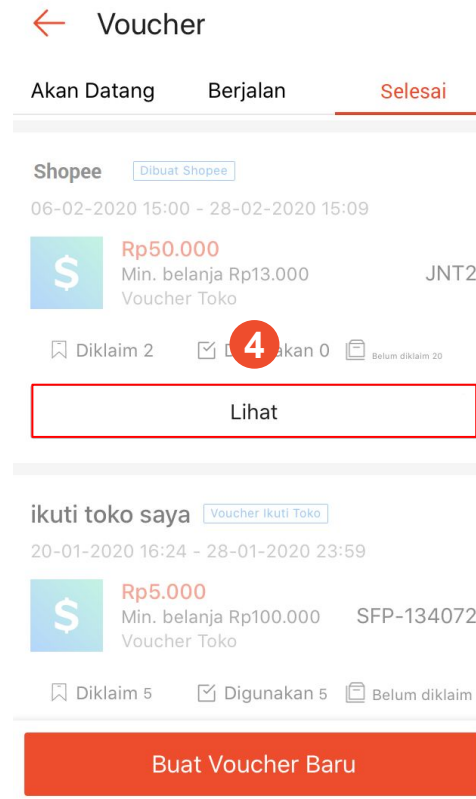 Voucher
Akan Datang Berjalan Selesai
Shopee Dibuat Shopee
06-02-2020 15:00 - 28-02-2020 15:09
$ Rp50.000
Min. belanja Rp13.000 JNT2
Voucher Toko
Diklaim 2 4 kan 0 Belum diklaim 20
Lihat
ikuti toko saya Voucher Ikuti Toko
20-01-2020 16:24 - 28-01-2020 23:59
$ Rp5.000
Min. belanja Rp100.000 SFP-134072
Voucher Toko
Diklaim 5 Digunakan 5 Belum diklaim
Buat Voucher Baru